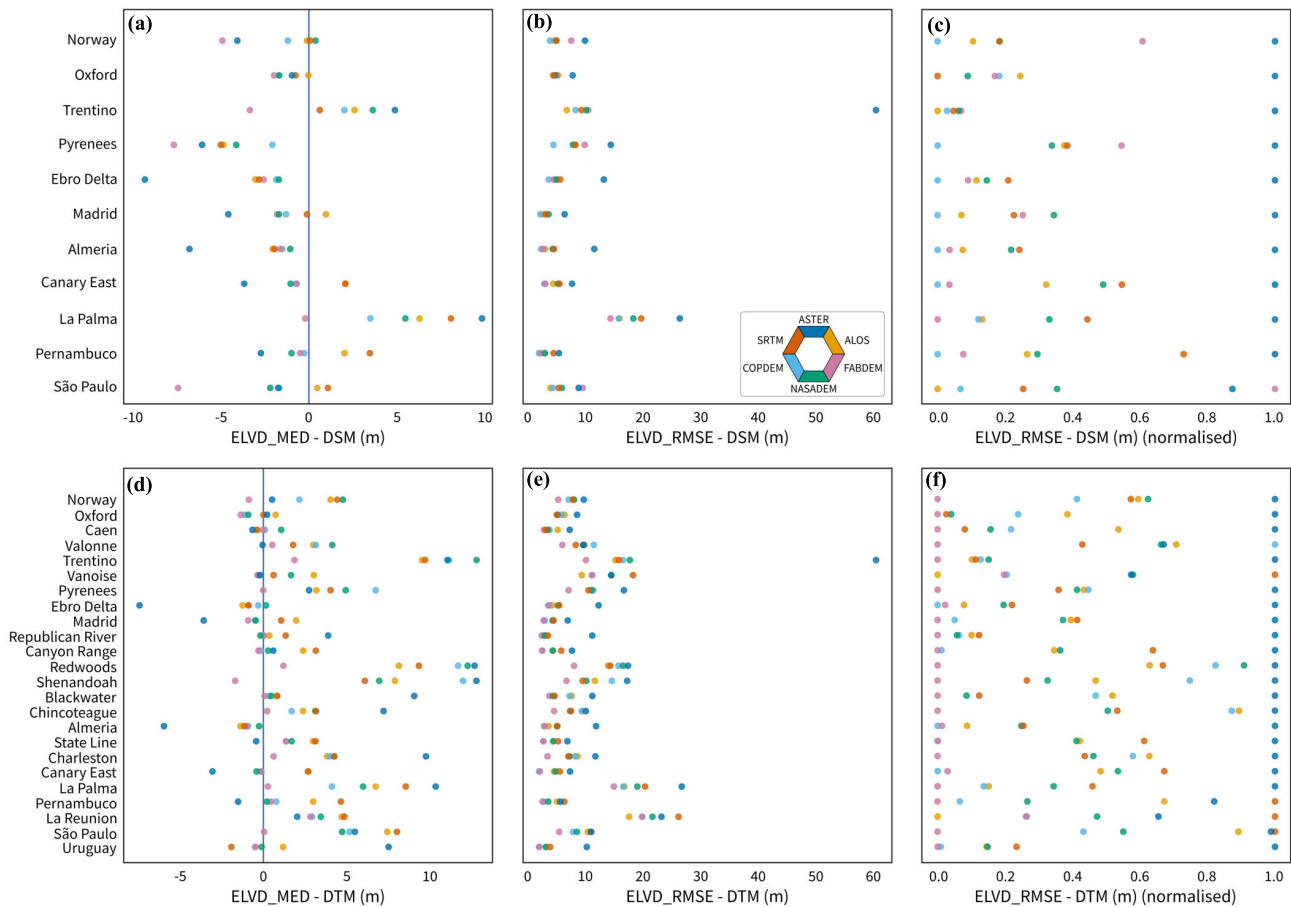 (a)
Norway
Oxford
Trentino
Pyrenees
Ebro Delta
Madrid
Almeria
Canary East
La Palma
Pernambuco
São Paulo
-10 -5 0 5 10
ELVD_MED - DSM (m)
(b)
ASTER
SRTM ALOS
COPDEM FABDEM
NASADEM
0 10 20 30 40 50 60
ELVD_RMSE - DSM (m)
(c)
0.0 0.2 0.4 0.6 0.8 1.0
ELVD_RMSE - DSM (m) (normalised)
(d)
Norway
Oxford
Caen
Valonne
Trentino
Vanoise
Pyrenees
Ebro Delta
Madrid
Republican River
Canyon Range
Redwoods
Shenandoah
Blackwater
Chincoteague
Almeria
State Line
Charleston
Canary East
La Palma
Pernambuco
La Reunion
São Paulo
Uruguay
-5 0 5 10
ELVD_MED - DTM (m)
(e)
0 10 20 30 40 50 60
ELVD_RMSE - DTM (m)
(f)
0.0 0.2 0.4 0.6 0.8 1.0
ELVD_RMSE - DTM (m) (normalised)